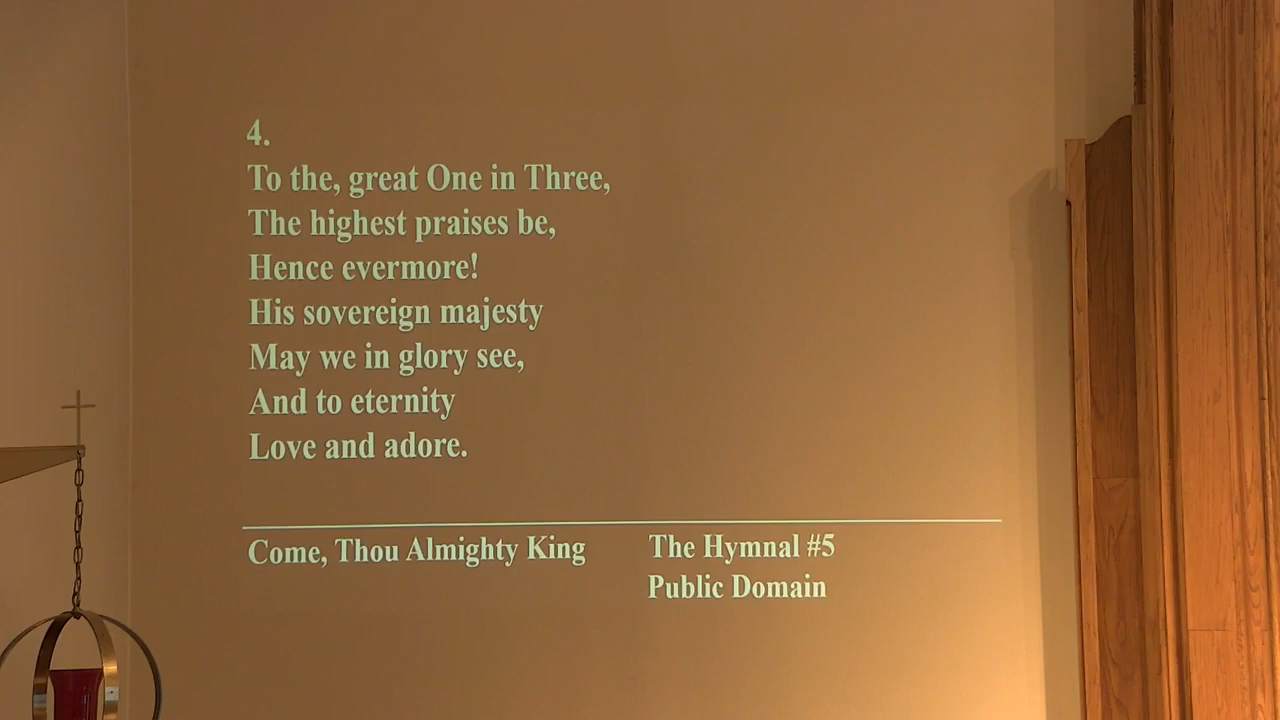 4.
To the, great One in Three,
The highest praises be,
Hence evermore!
His sovereign majesty
May we in glory see,
And to eternity
Love and adore.
Come, Thou Almighty King
The Hymnal #5
Public Domain